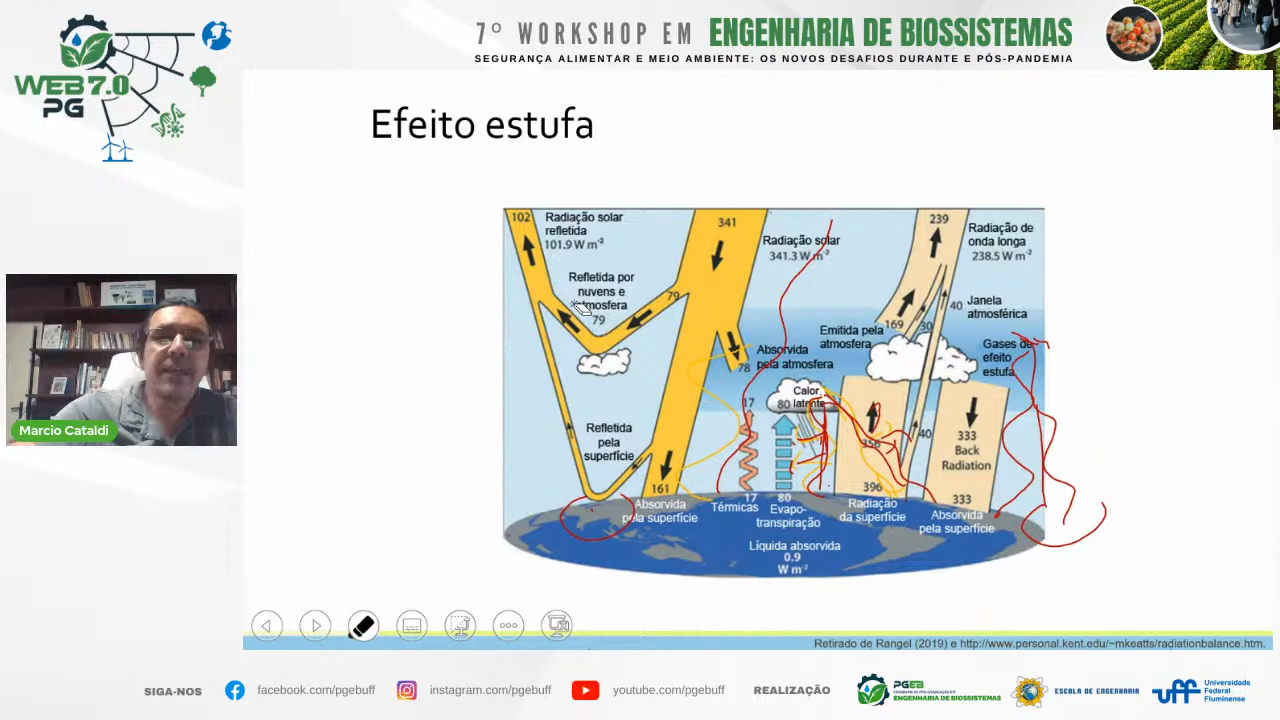 7º WORKSHOP EM ENGENHARIA DE BIOSSISTEMAS
SEGURANÇA ALIMENTAR E MEIO AMBIENTE: OS NOVOS DESAFIOS DURANTE E PÓS-PANDEMIA
WEB 7.0
PG
Efeito estufa
102
Radiação solar
refletida
101.9 W m-2
341
Radiação solar
341.3 W m-2
239
Radiação de
onda longa
238.5 W m-2
Refletida por
nuvens e
atmosfera
79
79
Absorvida
pela atmosfera
78
Emitida pela
atmosfera
169
30
40
Janela
atmosférica
Gases de
efeito
estufa
Calor
latente
17
80
356
40
333
Back
Radiation
Refletida
pela
superfície
161
Absorvida
pela superfície
17
Térmicas
80
Evapo-
transpiração
396
Radiação
da superfície
333
Absorvida
pela superfície
Líquida absorvida
0.9
W m-2
Marcio Cataldi
Retirado de Rangel (2019) e http://www.personal.kent.edu/~mkeatts/radiationbalance.htm.
SIGA-NOS
facebook.com/pgebuff
instagram.com/pgebuff
youtube.com/pgebuff
REALIZAÇÃO
PGEB
ENGENHARIA DE BIOSSISTEMAS
ESCOLA DE ENGENHARIA
uff
Universidade
Federal
Fluminense